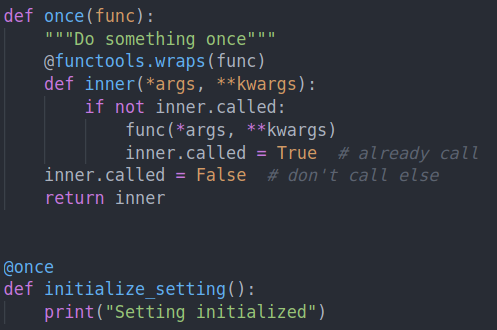 def once(func):
    """Do something once"""
    @functools.wraps(func)
    def inner(*args, **kwargs):
        if not inner.called:
            func(*args, **kwargs)
            inner.called = True  # already call
    inner.called = False  # don't call else
    return inner
@once
def initialize_setting():
    print("Setting initialized")